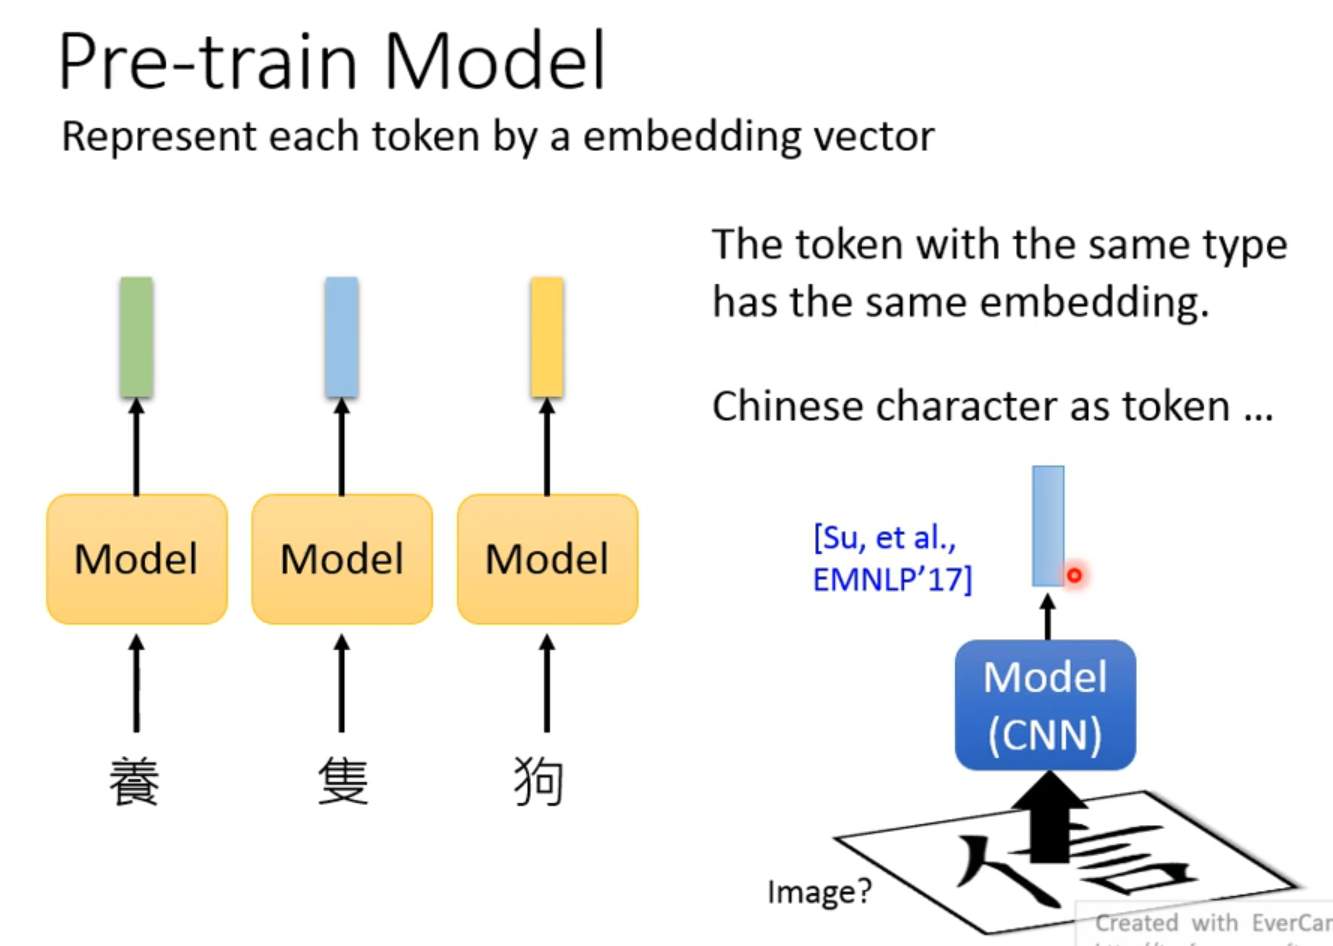 Pre-train Model
Represent each token by a embedding vector
The token with the same type
has the same embedding.
Chinese character as token ...
Model
Model
Model
養
隻
狗
[Su, et al.,
EMNLP’17]
Model
(CNN)
信
Image?
Created with EverCar